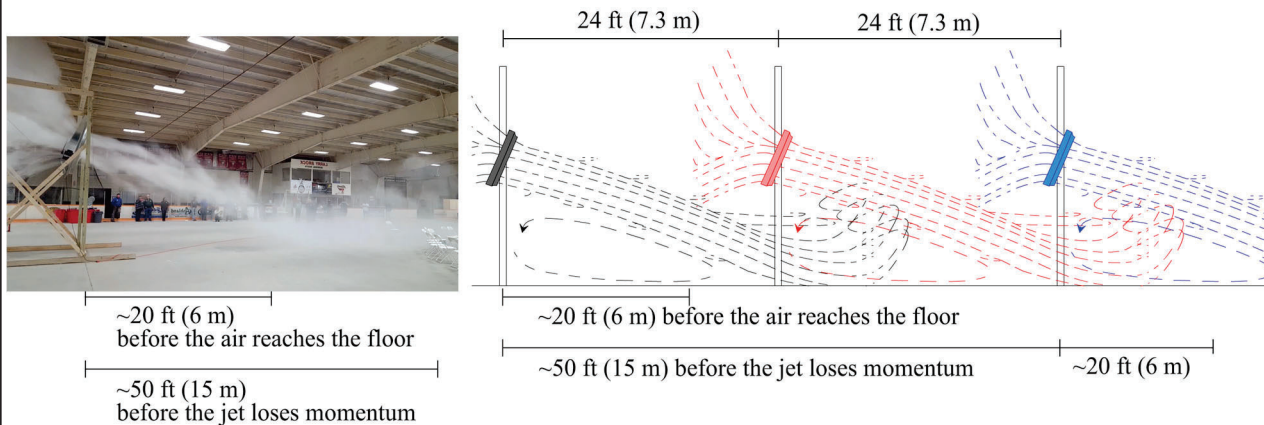 24 ft (7.3 m)
24 ft (7.3 m)
~20 ft (6 m)
before the air reaches the floor
~50 ft (15 m)
before the jet loses momentum
~20 ft (6 m) before the air reaches the floor
~50 ft (15 m) before the jet loses momentum
~20 ft (6 m)